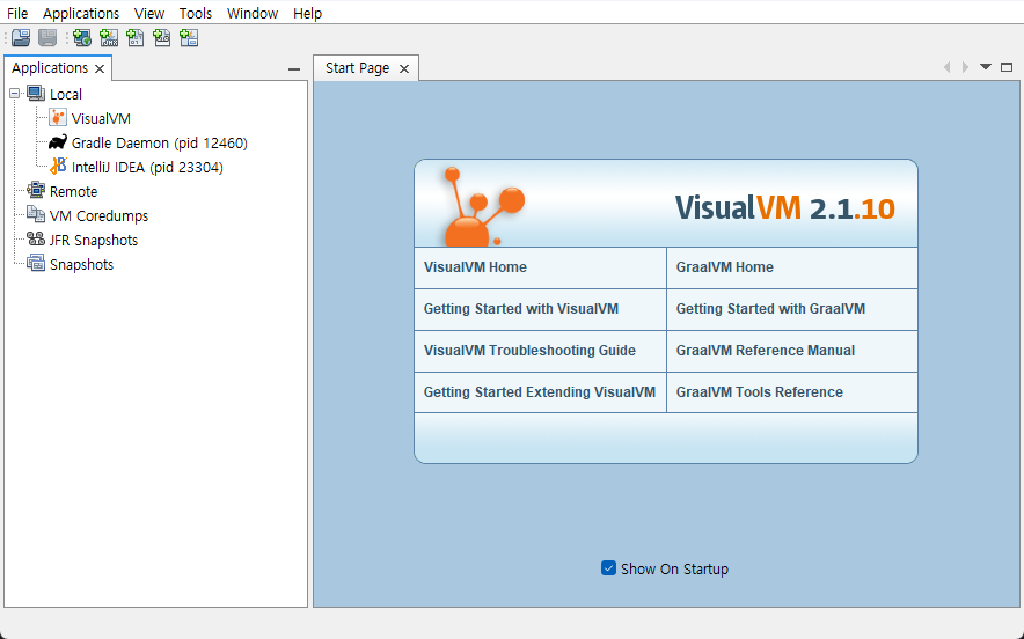 File Applications View Tools Window Help
Applications
Start Page
Local
VisualVM
Gradle Daemon (pid 12460)
IntelliJ IDEA (pid 23304)
Remote
VM Coredumps
JFR Snapshots
Snapshots
VisualVM 2.1.10
VisualVM Home
GraalVM Home
Getting Started with VisualVM
Getting Started with GraalVM
VisualVM Troubleshooting Guide
GraalVM Reference Manual
Getting Started Extending VisualVM
GraalVM Tools Reference
Show On Startup